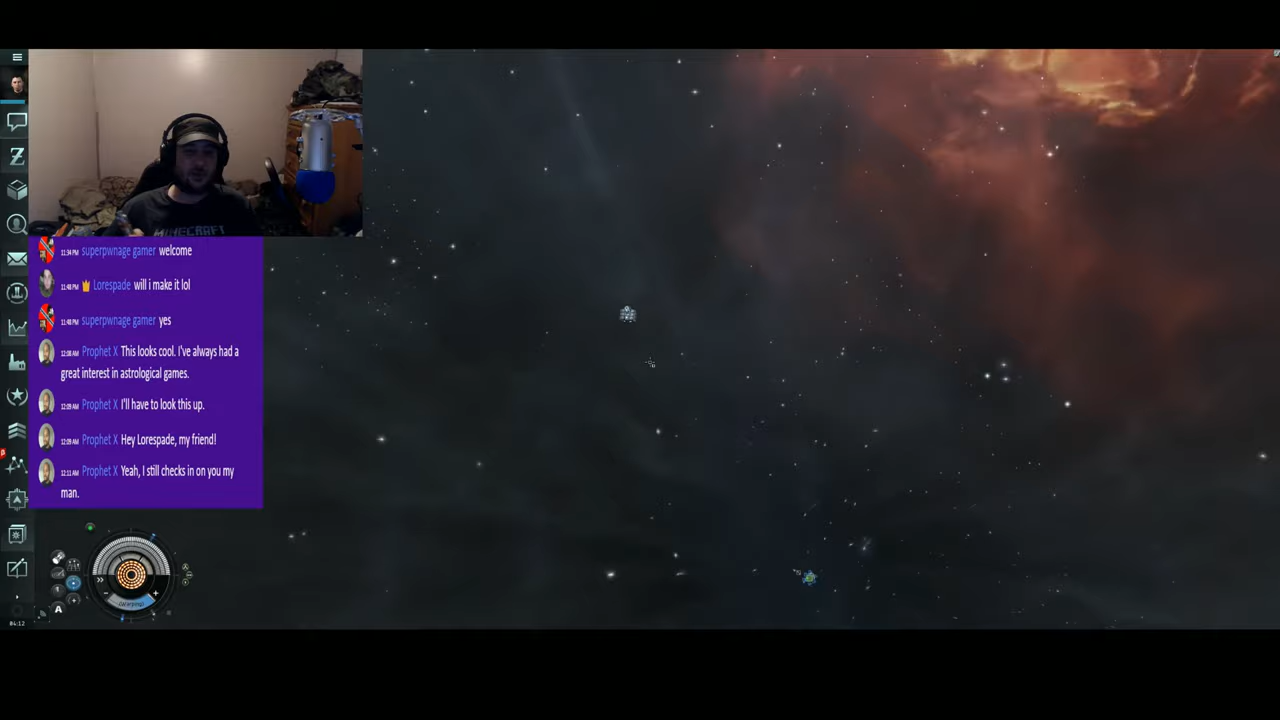 MINECRAFT
11:34 PM superpwnage gamer welcome
11:48 PM Lorespade will i make it lol
11:48 PM superpwnage gamer yes
12:08 AM Prophet X This looks cool. I've always had a
great interest in astrological games.
12:09 AM Prophet X I'll have to look this up.
12:09 AM Prophet X Hey Lorespade, my friend!
12:11 AM Prophet X Yeah, I still checks in on you my
man.
A
04:12